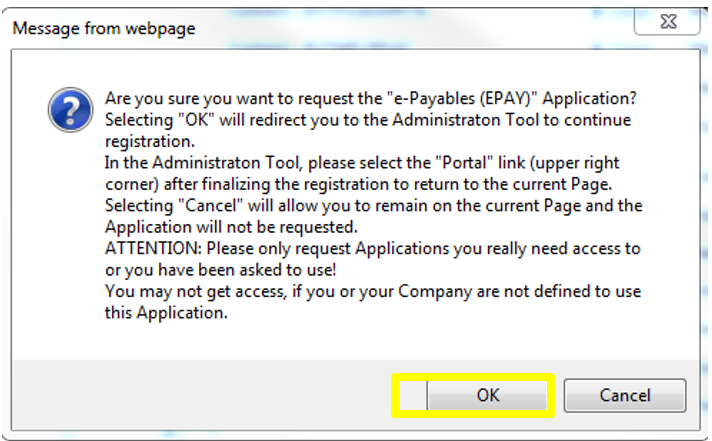 Message from webpage
Are you sure you want to request the "e-Payables (EPAY)" Application?
Selecting "OK" will redirect you to the Administraton Tool to continue
registration.
In the Administraton Tool, please select the "Portal" link (upper right
corner) after finalizing the registration to return to the current Page.
Selecting "Cancel" will allow you to remain on the current Page and the
Application will not be requested.
ATTENTION: Please only request Applications you really need access to
or you have been asked to use!
You may not get access, if you or your Company are not defined to use
this Application.
OK
Cancel